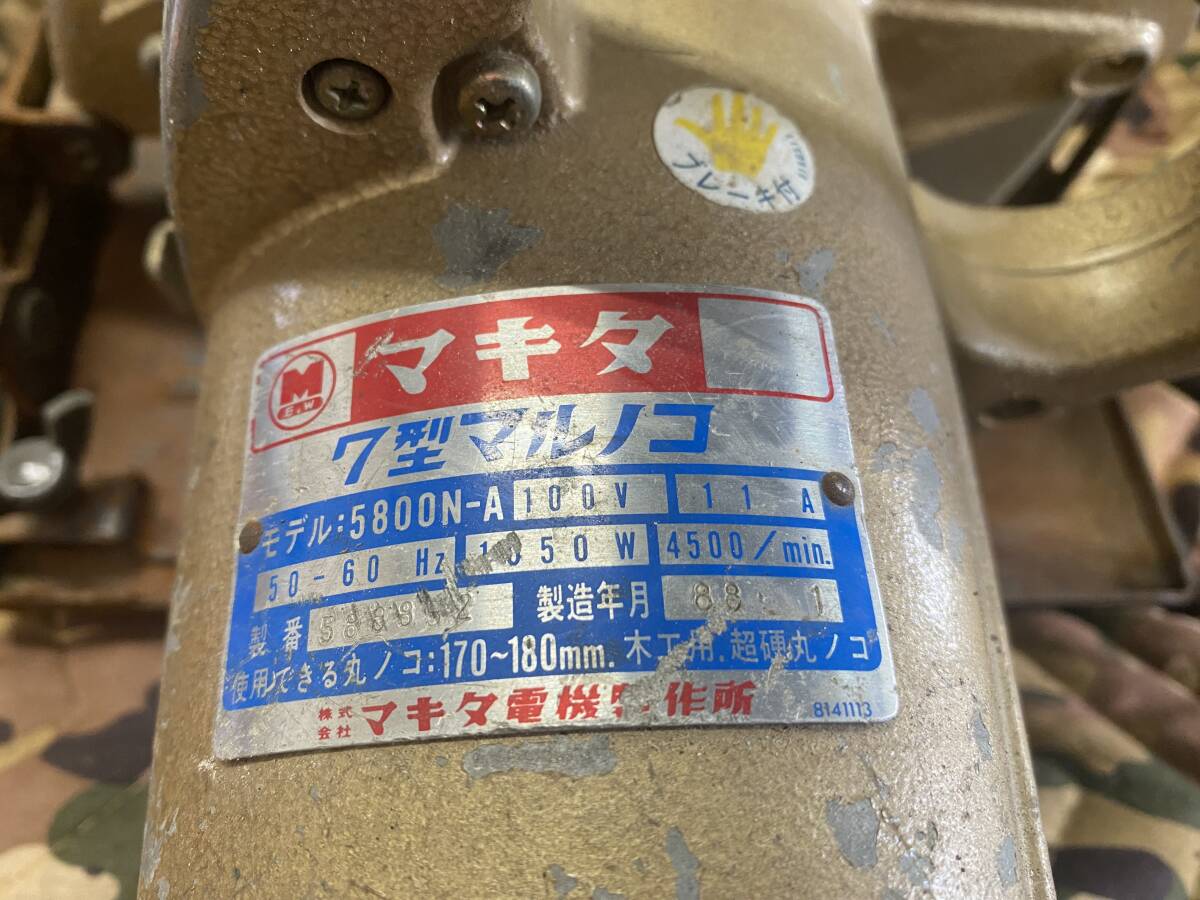 ブレーキ付
M
E.W
マキタ
7型マルノコ
モデル:5800N-A 100V 11 A
50-60 Hz 1050W 4500/min.
製番 製造年月 88 1
使用できる丸ノコ:170~180mm. 木工用.超硬丸ノコ
株式会社 マキタ電機 作所
8141113